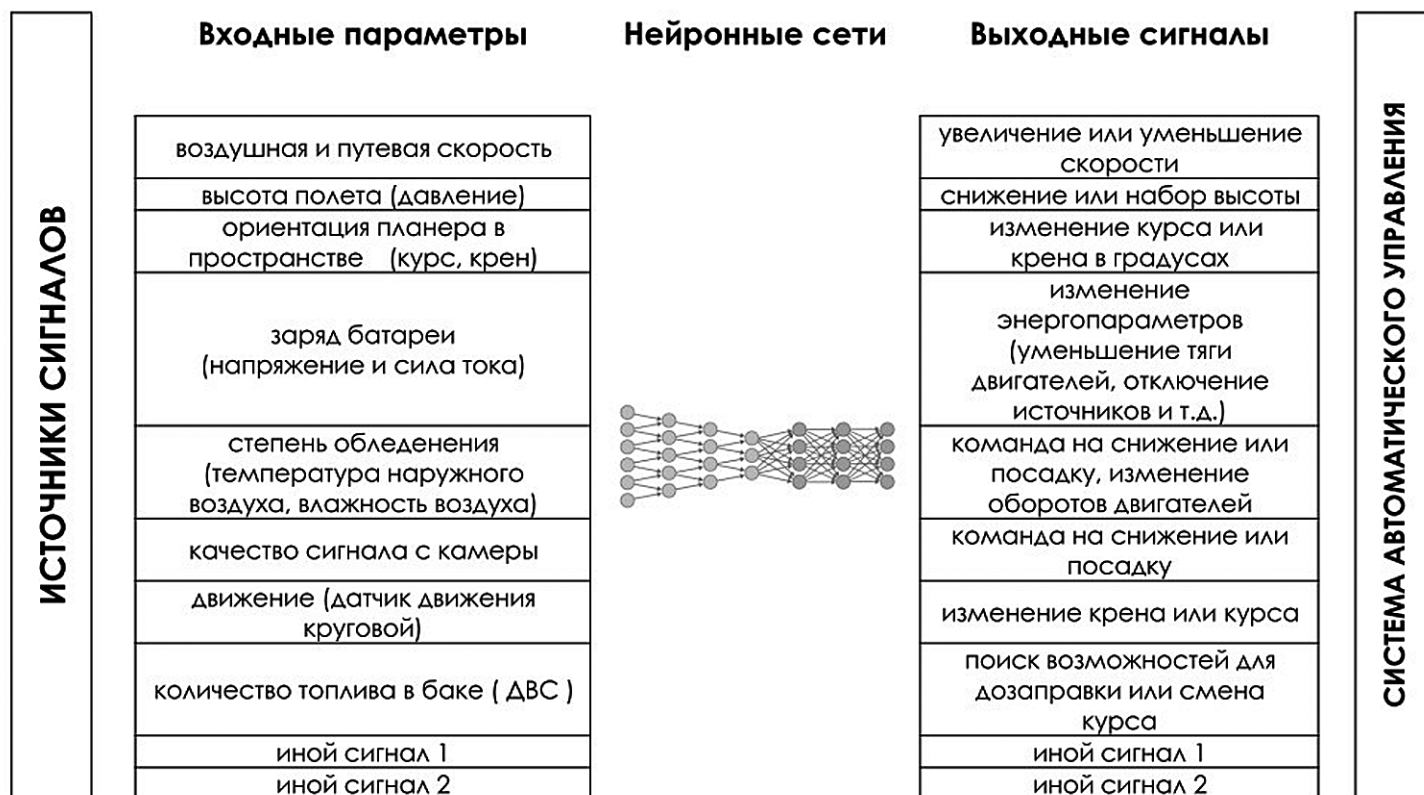 ИСТОЧНИКИ СИГНАЛОВ
Входные параметры
воздушная и путевая скорость
высота полета (давление)
ориентация планера в
пространстве (курс, крен)
заряд батареи
(напряжение и сила тока)
степень обледенения
(температура наружного
воздуха, влажность воздуха)
качество сигнала с камеры
движение (датчик движения
круговой)
количество топлива в баке ( ДВС )
иной сигнал 1
иной сигнал 2
Нейронные сети
Выходные сигналы
увеличение или уменьшение
скорости
снижение или набор высоты
изменение курса или
крена в градусах
изменение
энергопараметров
(уменьшение тяги
двигателей, отключение
источников и т.д.)
команда на снижение или
посадку, изменение
оборотов двигателей
команда на снижение или
посадку
изменение крена или курса
поиск возможностей для
дозаправки или смена
курса
иной сигнал 1
иной сигнал 2
СИСТЕМА АВТОМАТИЧЕСКОГО УПРАВЛЕНИЯ